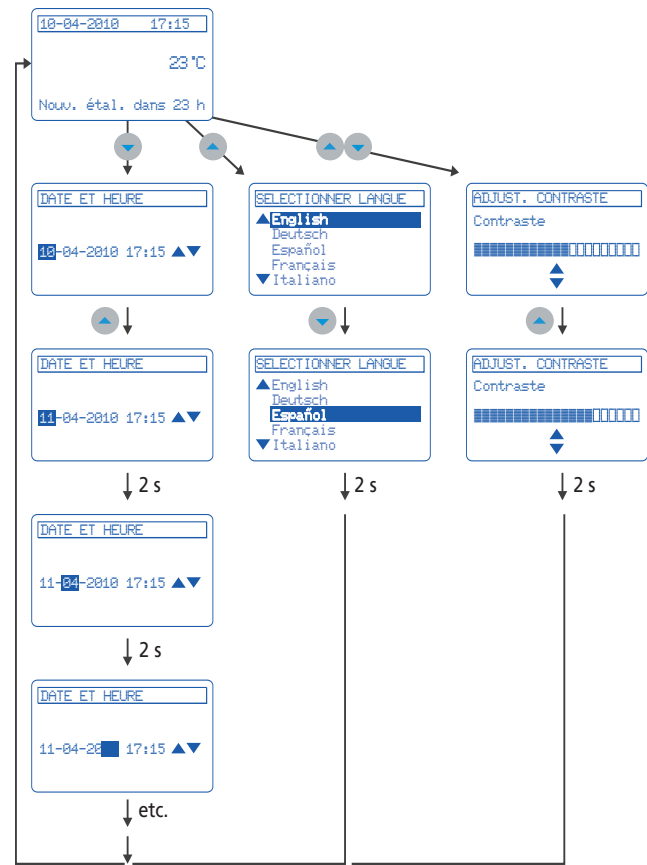 10-04-2010 17:15
23°C
Nouv. étal. dans 23 h
DATE ET HEURE
10-04-2010 17:15
SELECTIONNER LANGUE
English
Deutsch
Español
Français
Italiano
ADJUST. CONTRASTE
Contraste
DATE ET HEURE
11-04-2010 17:15
SELECTIONNER LANGUE
English
Deutsch
Español
Français
Italiano
ADJUST. CONTRASTE
Contraste
2 s
2 s
2 s
DATE ET HEURE
11-04-2010 17:15
2 s
DATE ET HEURE
11-04-20 17:15
etc.